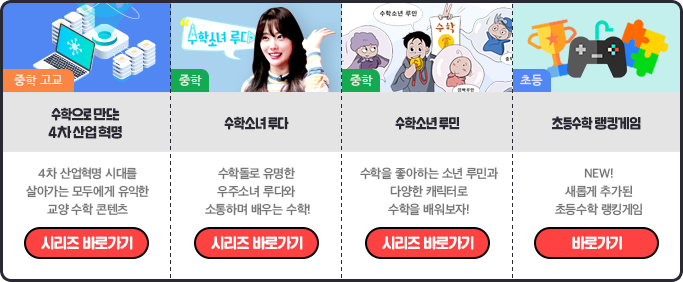 중학 고교
수학으로 만드는
4차 산업 혁명
4차 산업혁명 시대를
살아가는 모두에게 유익한
교양 수학 콘텐츠
시리즈 바로가기
수학소녀 루다
중학
수학소녀 루다
수학돌로 유명한
우주소녀 루다와
소통하며 배우는 수학!
시리즈 바로가기
수학소년 루민
수학
중학
수학소년 루민
수학을 좋아하는 소년 루민과
다양한 캐릭터로
수학을 배워보자!
시리즈 바로가기
초등
초등수학 랭킹게임
NEW!
새롭게 추가된
초등수학 랭킹게임
바로가기